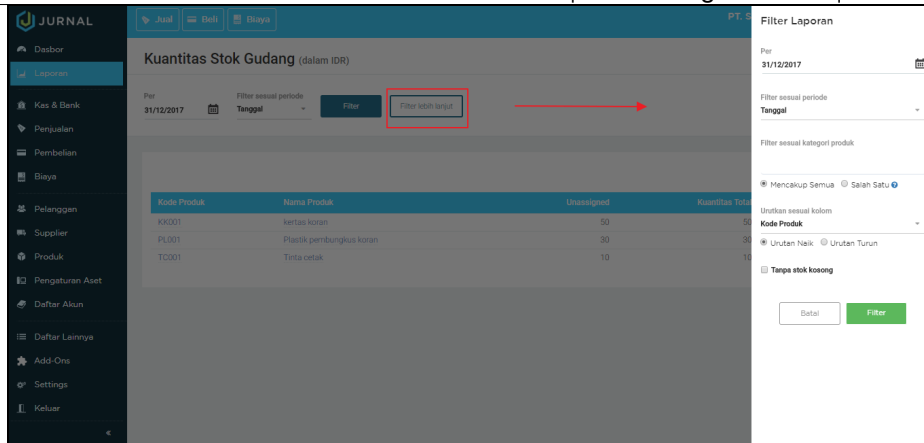 JURNAL
Jual Beli Biaya
PT. S
Dasbor
Laporan
Kas & Bank
Penjualan
Pembelian
Biaya
Pelanggan
Supplier
Produk
Pengaturan Aset
Daftar Akun
Daftar Lainnya
Add-Ons
Settings
Keluar
Kuantitas Stok Gudang (dalam IDR)
Per Filter sesuai periode
31/12/2017 Tanggal Filter Filter lebih lanjut
Kode Produk Nama Produk Unassigned Kuantitas Total
KK001 kertas koran 50 50
PL001 Plastik pembungkus koran 30 30
TC001 Tinta cetak 10 10
Filter Laporan
Per
31/12/2017
Filter sesuai periode
Tanggal
Filter sesuai kategori produk
Mencakup Semua Salah Satu
Urutkan sesuai kolom
Kode Produk
Urutan Naik Urutan Turun
Tanpa stok kosong
Batal Filter